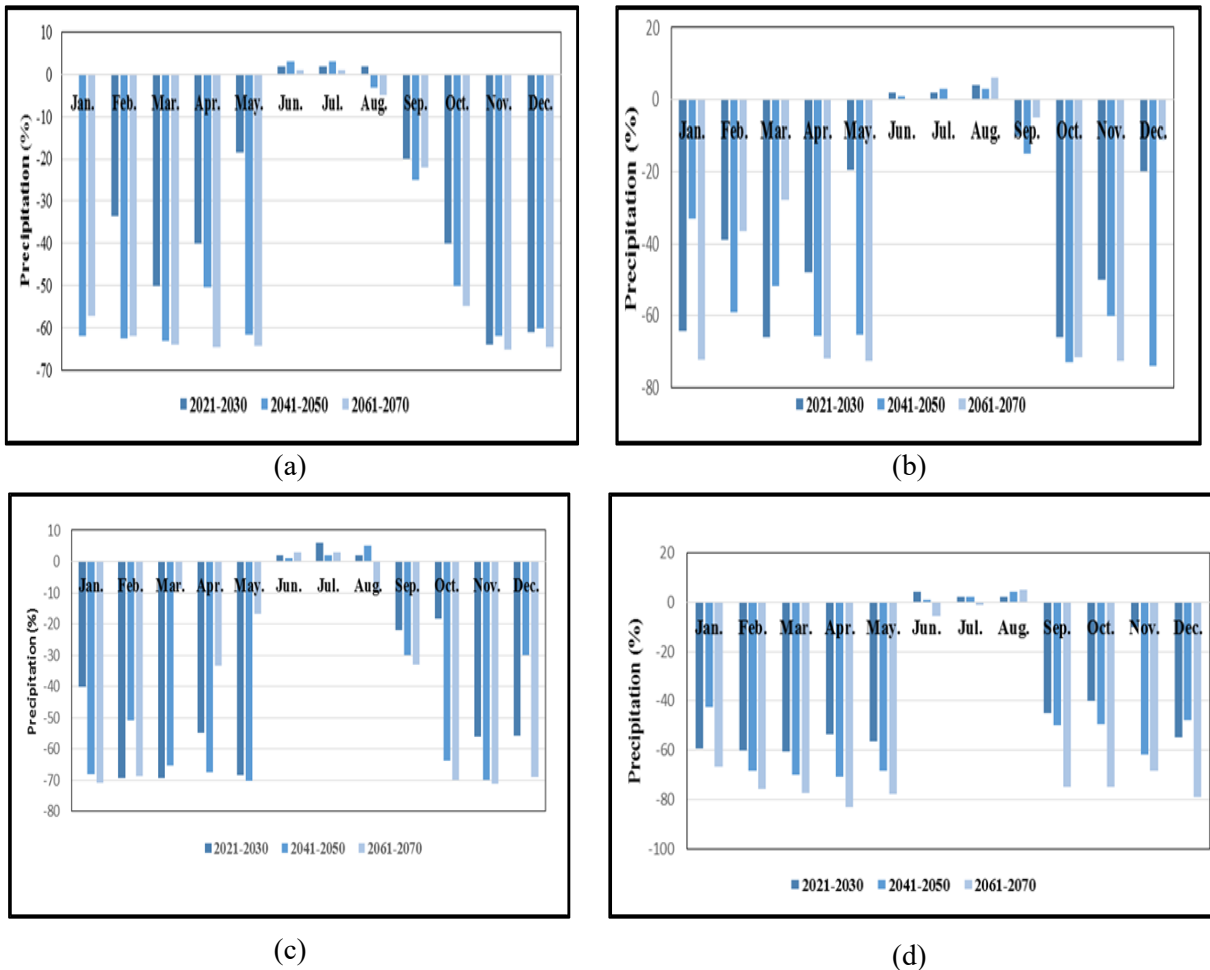 10
0
-10
-20
-30
-40
-50
-60
-70
Precipitation (%)
Jan. Feb. Mar. Apr. May. Jun. Jul. Aug. Sep. Oct. Nov. Dec.
2021-2030 2041-2050 2061-2070
(a)
20
0
-20
-40
-60
-80
Precipitation (%)
Jan. Feb. Mar. Apr. May. Jun. Jul. Aug. Sep. Oct. Nov. Dec.
2021-2030 2041-2050 2061-2070
(b)
10
0
-10
-20
-30
-40
-50
-60
-70
-80
Precipitation (%)
Jan. Feb. Mar. Apr. May. Jun. Jul. Aug. Sep. Oct. Nov. Dec.
2021-2030 2041-2050 2061-2070
(c)
20
0
-20
-40
-60
-80
-100
Precipitation (%)
Jan. Feb. Mar. Apr. May. Jun. Jul. Aug. Sep. Oct. Nov. Dec.
2021-2030 2041-2050 2061-2070
(d)